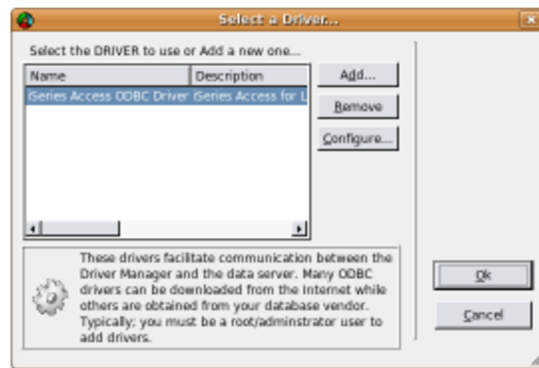 Select a Driver...
Select the DRIVER to use or Add a new one...
Name Description
iSeries Access ODBC Driver iSeries Access for L
Add...
Remove
Configure...
These drivers facilitate communication between the
Driver Manager and the data server. Many ODBC
drivers can be downloaded from the Internet while
others are obtained from your database vendor.
Typically; you must be a root/adminstrator user to
add drivers.
Ok
Cancel